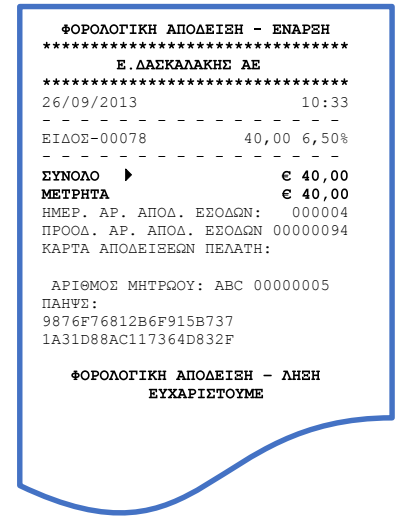 ΦΟΡΟΛΟΓΙΚΗ ΑΠΟΔΕΙΞΗ - ΕΝΑΡΞΗ
*******************************
Ε.ΔΑΣΚΑΛΑΚΗΣ ΑΕ
*******************************
26/09/2013 10:33
- - - - - - - - - - - - - - - -
ΕΙΔΟΣ-00078 40,00 6,50%
- - - - - - - - - - - - - - - -
ΣΥΝΟΛΟ € 40,00
ΜΕΤΡΗΤΑ € 40,00
ΗΜΕΡ. ΑΡ. ΑΠΟΔ. ΕΣΟΔΩΝ: 000004
ΠΡΟΟΔ. ΑΡ. ΑΠΟΔ. ΕΣΟΔΩΝ 00000094
ΚΑΡΤΑ ΑΠΟΔΕΙΞΕΩΝ ΠΕΛΑΤΗ:
ΑΡΙΘΜΟΣ ΜΗΤΡΩΟΥ: ABC 00000005
ΠΑΗΨΣ:
9876F76812B6F915B737
1A31D88AC117364D832F
ΦΟΡΟΛΟΓΙΚΗ ΑΠΟΔΕΙΞΗ – ΛΗΞΗ
ΕΥΧΑΡΙΣΤΟΥΜΕ